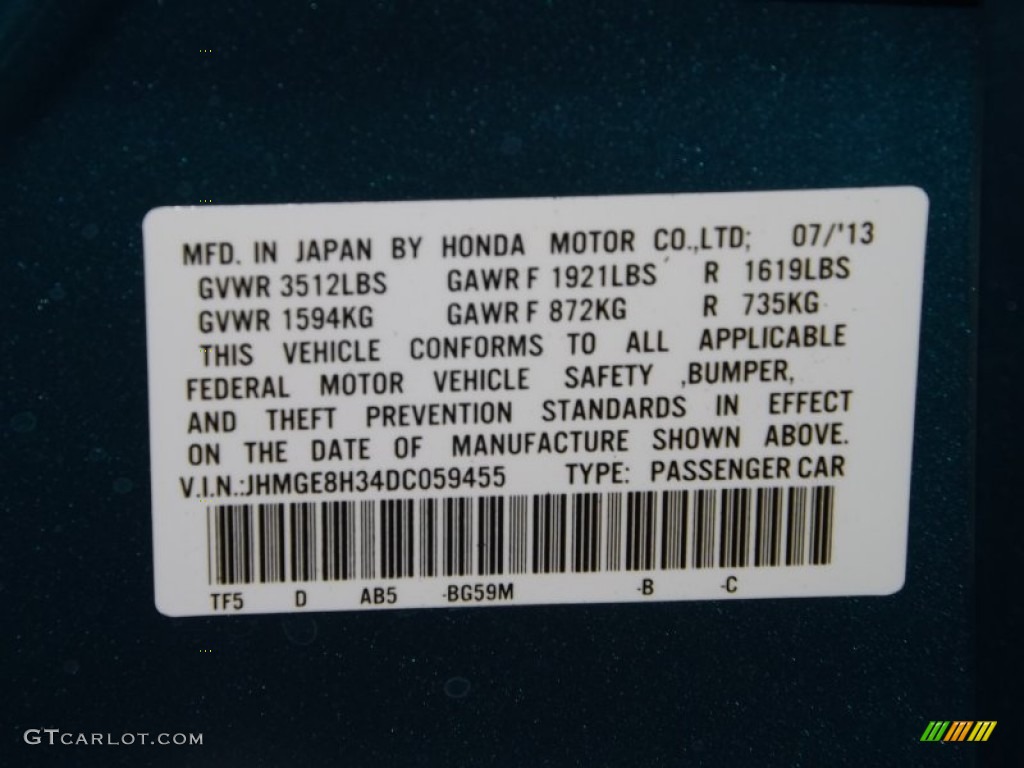 MFD. IN JAPAN BY HONDA MOTOR CO.,LTD; 07/'13
GVWR 3512LBS GAWR F 1921LBS R 1619LBS
GVWR 1594KG GAWR F 872KG R 735KG
THIS VEHICLE CONFORMS TO ALL APPLICABLE
FEDERAL MOTOR VEHICLE SAFETY ,BUMPER,
AND THEFT PREVENTION STANDARDS IN EFFECT
ON THE DATE OF MANUFACTURE SHOWN ABOVE.
V.I.N.:JHMGE8H34DC059455 TYPE: PASSENGER CAR
TF5 D AB5 -BG59M -B -C
GTCARLOT.COM